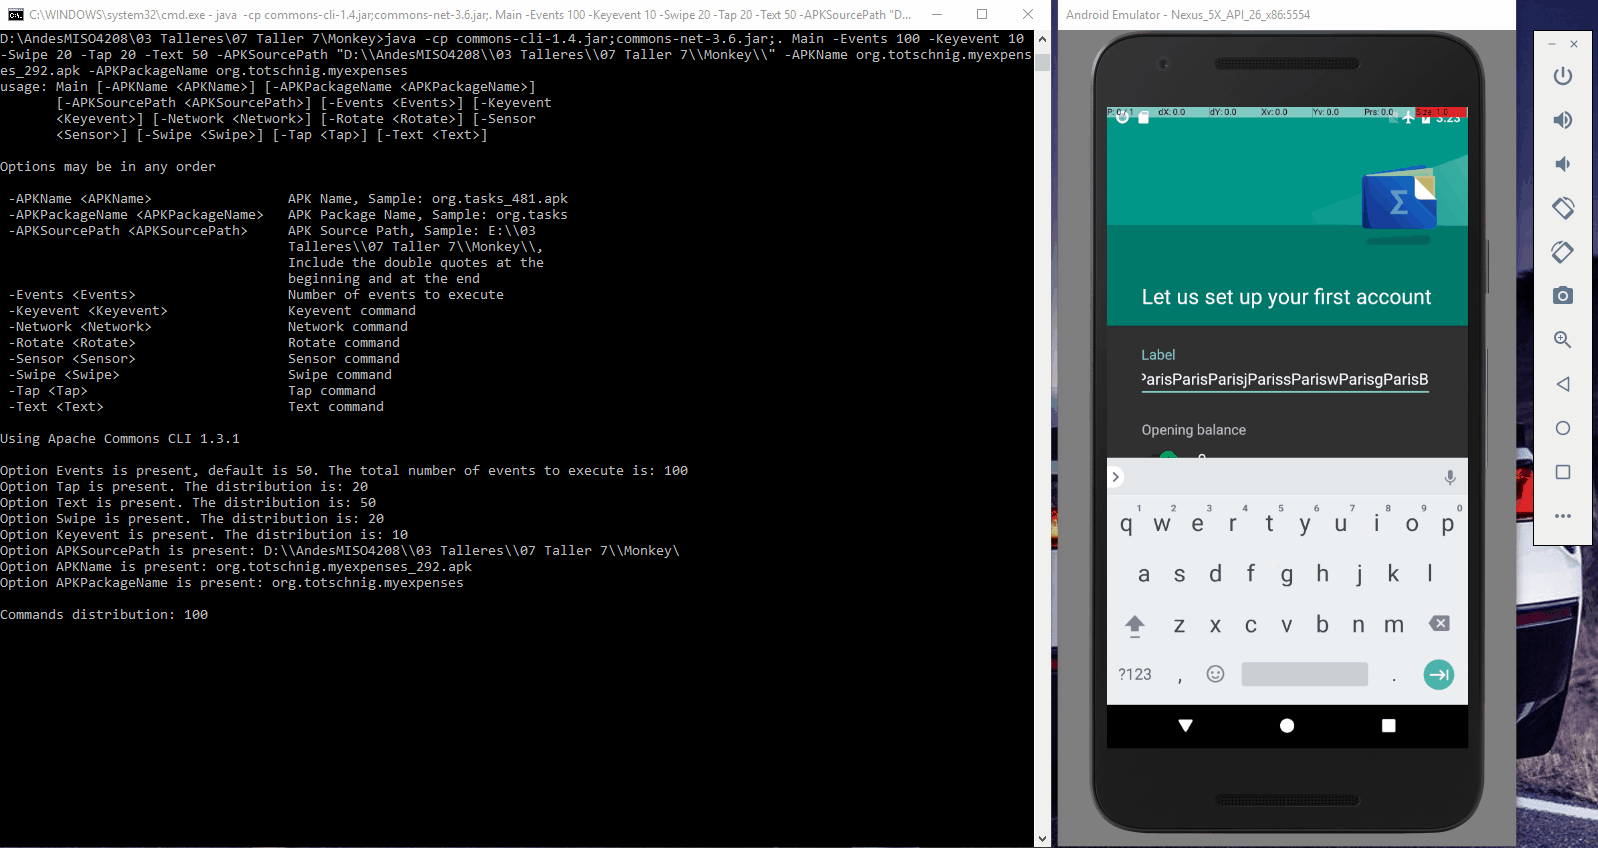 C:\WINDOWS\system32\cmd.exe - java  -cp commons-cli-1.4.jar;commons-net-3.6.jar;. Main -Events 100 -Keyevent 10 -Swipe 20 -Tap 20 -Text 50 -APKSourcePath "D...
D:\AndesMISO4208\03 Talleres\07 Taller 7\Monkey>java -cp commons-cli-1.4.jar;commons-net-3.6.jar;. Main -Events 100 -Keyevent 10
-Swipe 20 -Tap 20 -Text 50 -APKSourcePath "D:\\AndesMISO4208\\03 Talleres\\07 Taller 7\\Monkey\\" -APKName org.totschnig.myexpens
es_292.apk -APKPackageName org.totschnig.myexpenses
usage: Main [-APKName <APKName>] [-APKPackageName <APKPackageName>]
[-APKSourcePath <APKSourcePath>] [-Events <Events>] [-Keyevent
<Keyevent>] [-Network <Network>] [-Rotate <Rotate>] [-Sensor
<Sensor>] [-Swipe <Swipe>] [-Tap <Tap>] [-Text <Text>]
Options may be in any order
-APKName <APKName> APK Name, Sample: org.tasks_481.apk
-APKPackageName <APKPackageName> APK Package Name, Sample: org.tasks
-APKSourcePath <APKSourcePath> APK Source Path, Sample: E:\\03
Talleres\\07 Taller 7\\Monkey\\,
Include the double quotes at the
beginning and at the end
-Events <Events> Number of events to execute
-Keyevent <Keyevent> Keyevent command
-Network <Network> Network command
-Rotate <Rotate> Rotate command
-Sensor <Sensor> Sensor command
-Swipe <Swipe> Swipe command
-Tap <Tap> Tap command
-Text <Text> Text command
Using Apache Commons CLI 1.3.1
Option Events is present, default is 50. The total number of events to execute is: 100
Option Tap is present. The distribution is: 20
Option Text is present. The distribution is: 50
Option Swipe is present. The distribution is: 20
Option Keyevent is present. The distribution is: 10
Option APKSourcePath is present: D:\\AndesMISO4208\\03 Talleres\\07 Taller 7\\Monkey\
Option APKName is present: org.totschnig.myexpenses_292.apk
Option APKPackageName is present: org.totschnig.myexpenses
Commands distribution: 100
Android Emulator - Nexus_5X_API_26_x86:5554
dX: 0.0 dY: 0.0 Xv: 0.0 Yv: 0.0 Prs: 0.0 Size: 1.0
Let us set up your first account
Label
ParisParisParisjParissPariswParisgParisB
Opening balance
1 2 3 4 5 6 7 8 9 0
q w e r t y u i o p
a s d f g h j k l
z x c v b n m
?123 , .